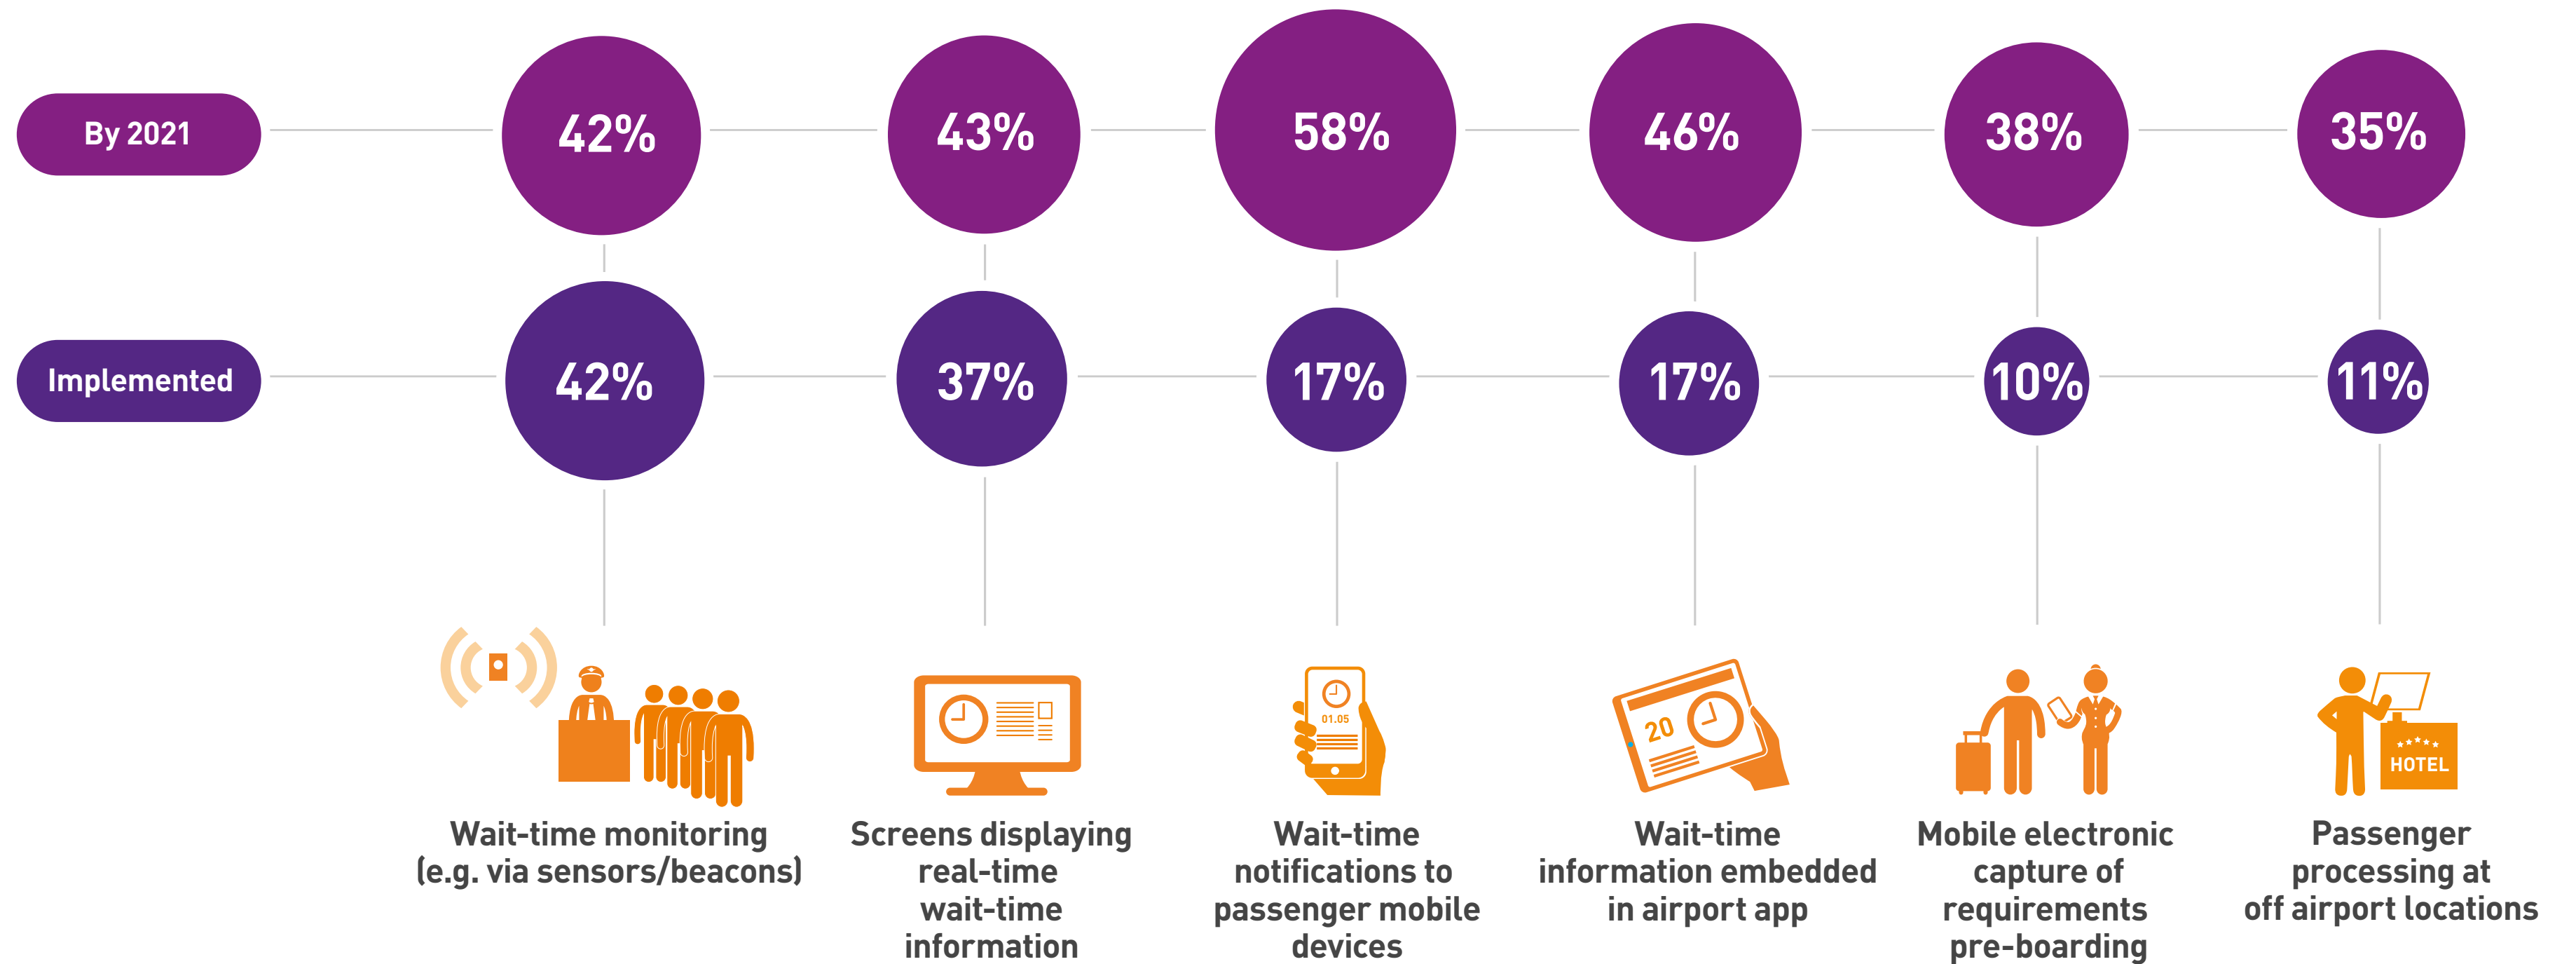 By 2021
42%
43%
58%
46%
38%
35%
Implemented
42%
37%
17%
17%
10%
11%
01.05
20
HOTEL
Wait-time monitoring
(e.g. via sensors/beacons)
Screens displaying
real-time
wait-time
information
Wait-time
notifications to
passenger mobile
devices
Wait-time
information embedded
in airport app
Mobile electronic
capture of
requirements
pre-boarding
Passenger
processing at
off airport locations